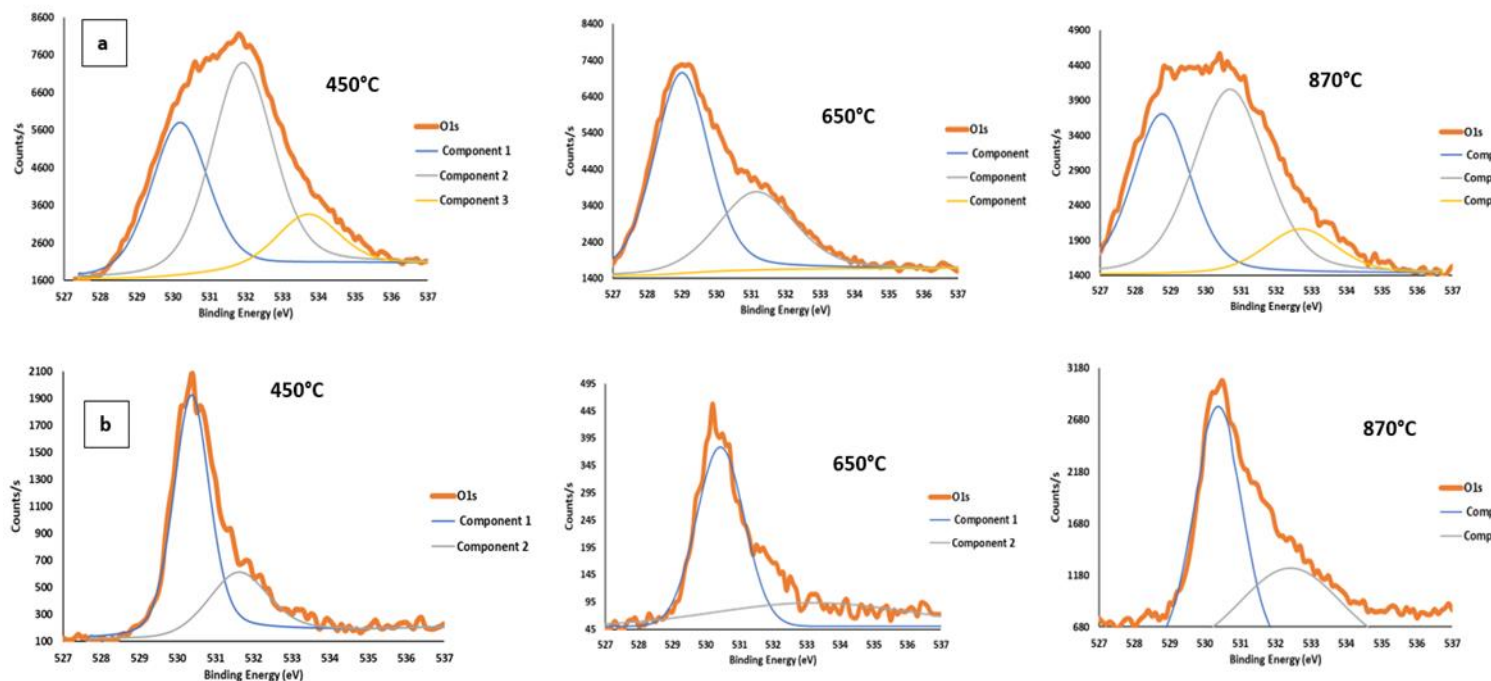 a
450°C
8600
7600
6600
5600
4600
3600
2600
1600
Counts/s
527 528 529 530 531 532 533 534 535 536 537
Binding Energy (eV)
O1s
Component 1
Component 2
Component 3
650°C
8400
7400
6400
5400
4400
3400
2400
1400
Counts/s
527 528 529 530 531 532 533 534 535 536 537
Binding Energy (eV)
O1s
Component
Component
Component
870°C
4900
4400
3900
3400
2900
2400
1900
1400
Counts/s
527 528 529 530 531 532 533 534 535 536 537
Binding Energy (eV)
O1s
Comp
Comp
Comp
b
450°C
2100
1900
1700
1500
1300
1100
900
700
500
300
100
Counts/s
527 528 529 530 531 532 533 534 535 536 537
Binding Energy (eV)
O1s
Component 1
Component 2
650°C
495
445
395
345
295
245
195
145
95
45
Counts/s
527 528 529 530 531 532 533 534 535 536 537
Binding Energy (eV)
O1s
Component 1
Component 2
870°C
3180
2680
2180
1680
1180
680
Counts/s
527 528 529 530 531 532 533 534 535 536 537
Binding Energy (eV)
O1s
Comp
Comp